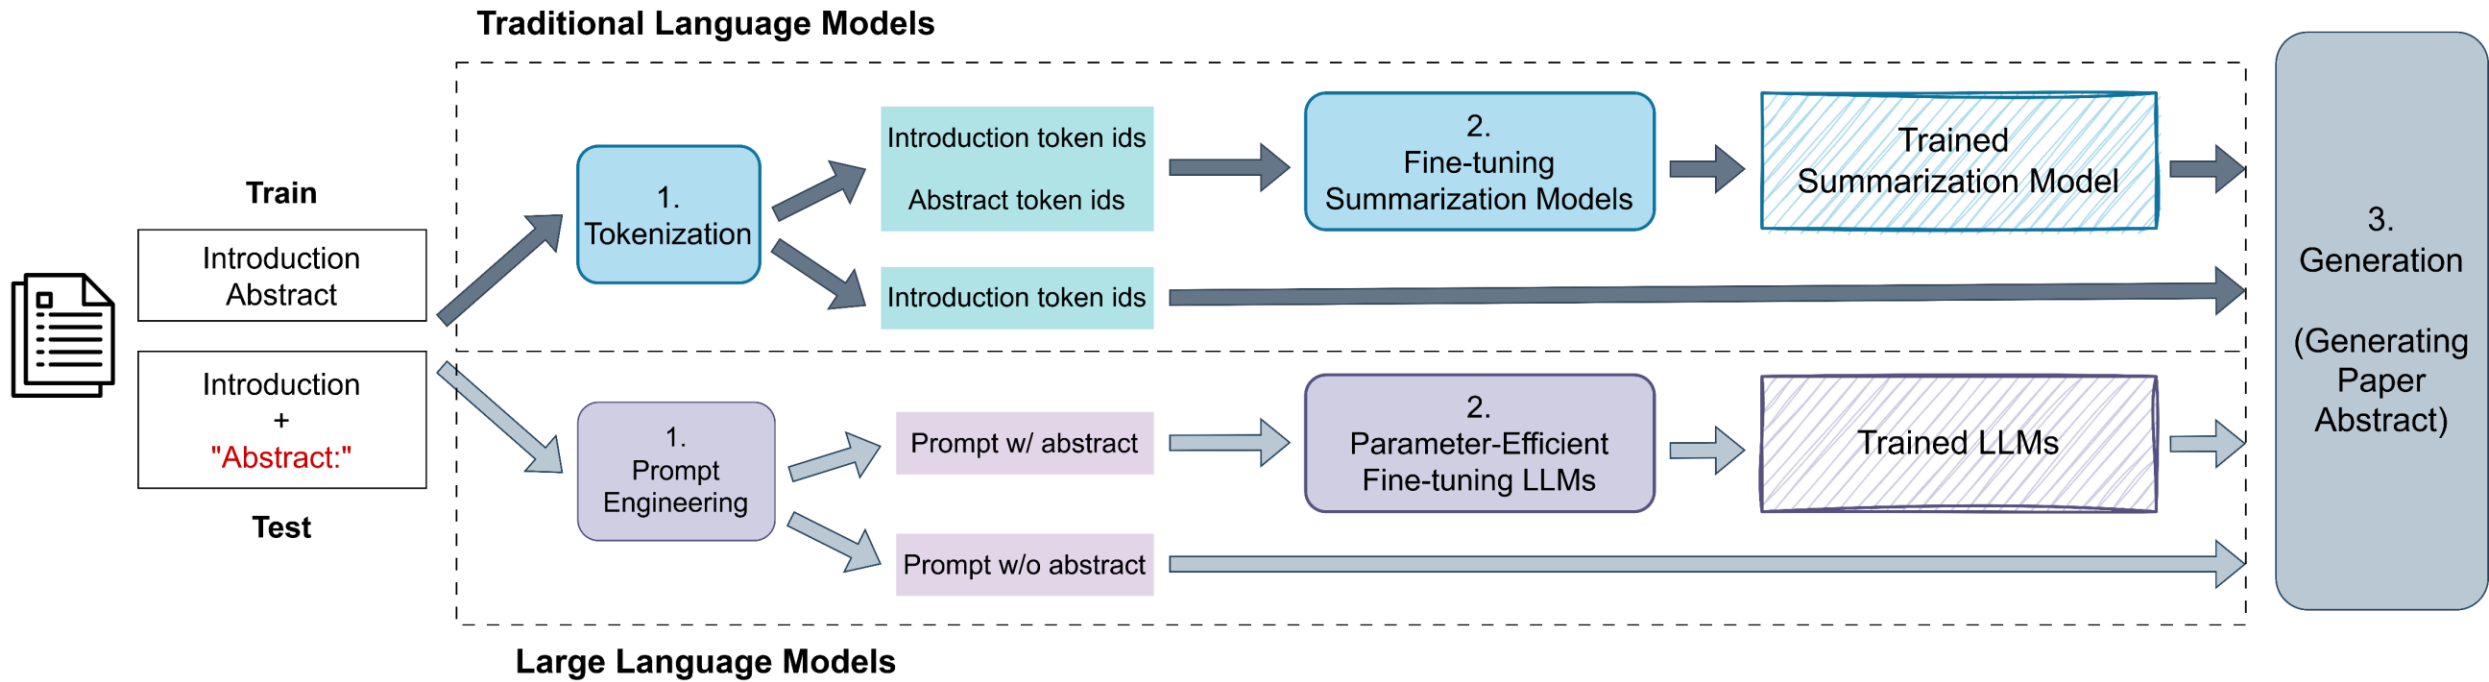 Traditional Language Models
Train
Introduction
Abstract
Introduction
+
"Abstract:"
Test
1.
Tokenization
Introduction token ids
Abstract token ids
Introduction token ids
2.
Fine-tuning
Summarization Models
Trained
Summarization Model
1.
Prompt
Engineering
Prompt w/ abstract
Prompt w/o abstract
2.
Parameter-Efficient
Fine-tuning LLMs
Trained LLMs
3.
Generation
(Generating
Paper
Abstract)
Large Language Models